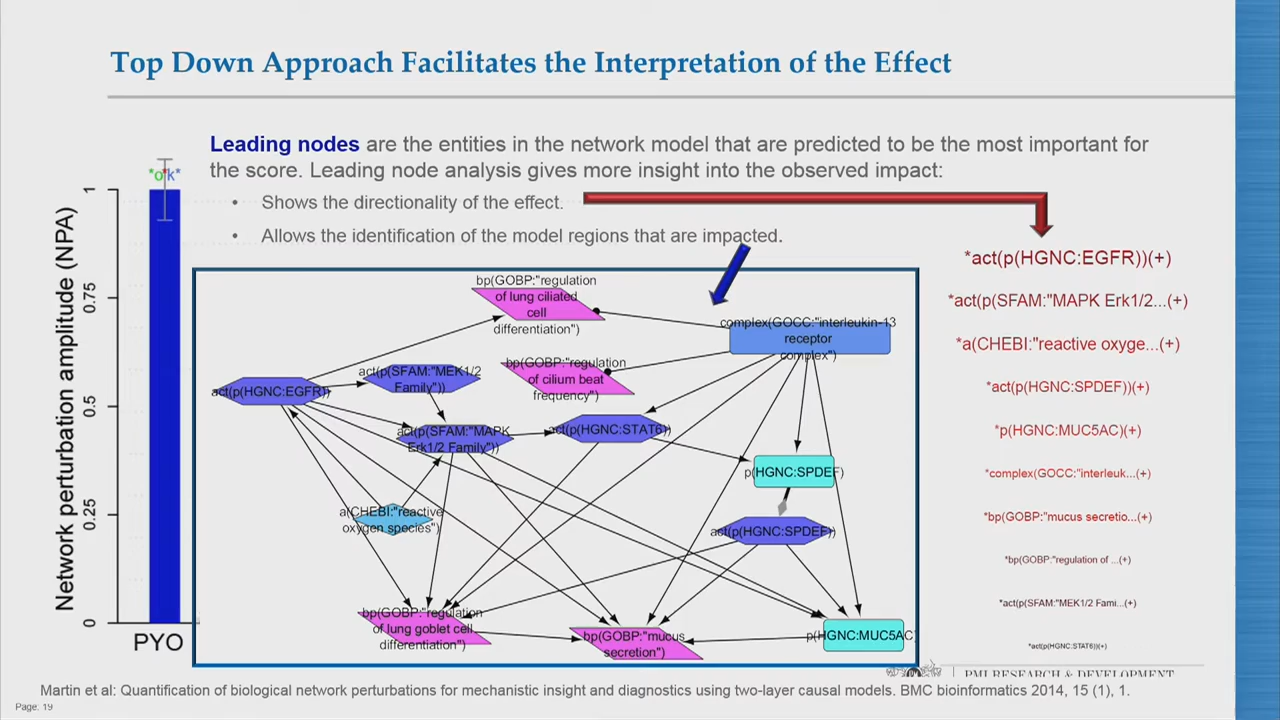 Top Down Approach Facilitates the Interpretation of the Effect
Leading nodes are the entities in the network model that are predicted to be the most important for
the score. Leading node analysis gives more insight into the observed impact:
• Shows the directionality of the effect.
• Allows the identification of the model regions that are impacted.
*o*k*
Network perturbation amplitude (NPA)
1
0.75
0.5
0.25
0
PYO
bp(GOBP:"regulation
of lung ciliated
cell
differentiation")
complex(GOCC:"interleukin-13
receptor
complex")
bp(GOBP:"regulation
of cilium beat
frequency")
act(p(SFAM:"MEK1/2
Family"))
act(p(HGNC:EGFR))
act(p(SFAM:"MAPK
Erk1/2 Family"))
act(p(HGNC:STAT6))
p(HGNC:SPDEF)
a(CHEBI:"reactive
oxygen species")
act(p(HGNC:SPDEF))
bp(GOBP:"regulation
of lung goblet cell
differentiation")
bp(GOBP:"mucus
secretion")
p(HGNC:MUC5AC)
*act(p(HGNC:EGFR))(+)
*act(p(SFAM:"MAPK Erk1/2...(+)
*a(CHEBI:"reactive oxyge...(+)
*act(p(HGNC:SPDEF))(+)
*p(HGNC:MUC5AC)(+)
*complex(GOCC:"interleuk...(+)
*bp(GOBP:"mucus secretio...(+)
*bp(GOBP:"regulation of ...(+)
*act(p(SFAM:"MEK1/2 Fami...(+)
*act(p(HGNC:STAT6))(+)
PMI RESEARCH & DEVELOPMENT
Martin et al: Quantification of biological network perturbations for mechanistic insight and diagnostics using two-layer causal models. BMC bioinformatics 2014, 15 (1), 1.
Page: 19